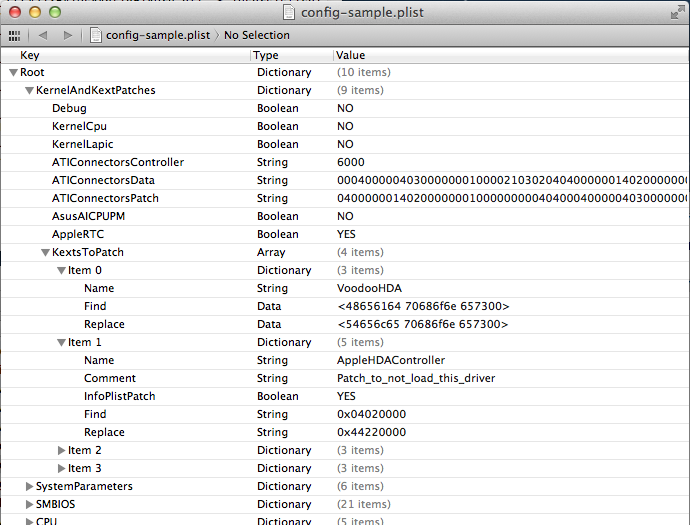 config-sample.plist
config-sample.plist No Selection
Key Type Value
Root Dictionary (10 items)
KernelAndKextPatches Dictionary (9 items)
Debug Boolean NO
KernelCpu Boolean NO
KernelLapic Boolean NO
ATIConnectorsController String 6000
ATIConnectorsData String 000400000403000000010000210302040400000014020000000
ATIConnectorsPatch String 040000001402000000010000000004040004000004030000000
AsusAICPUPM Boolean NO
AppleRTC Boolean YES
KextsToPatch Array (4 items)
Item 0 Dictionary (3 items)
Name String VoodooHDA
Find Data <48656164 70686f6e 657300>
Replace Data <54656c65 70686f6e 657300>
Item 1 Dictionary (5 items)
Name String AppleHDAController
Comment String Patch_to_not_load_this_driver
InfoPlistPatch Boolean YES
Find String 0x04020000
Replace String 0x44220000
Item 2 Dictionary (3 items)
Item 3 Dictionary (3 items)
SystemParameters Dictionary (6 items)
SMBIOS Dictionary (21 items)
CPU Dictionary (5 items)